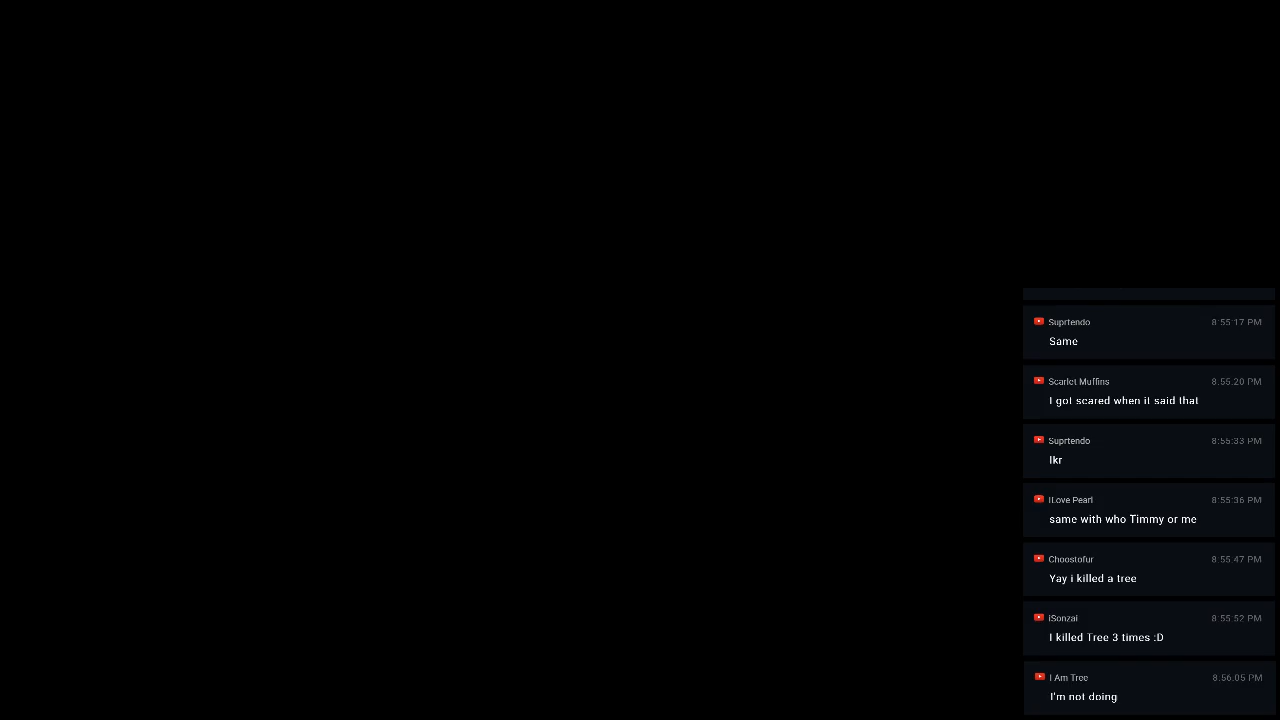 Suprtendo 8:55:17 PM
Same
Scarlet Muffins 8:55:20 PM
I got scared when it said that
Suprtendo 8:55:33 PM
Ikr
ILove Pearl 8:55:36 PM
same with who Timmy or me
Choostofur 8:55:47 PM
Yay i killed a tree
iSonzai 8:55:52 PM
I killed Tree 3 times :D
I Am Tree 8:56:05 PM
I'm not doing